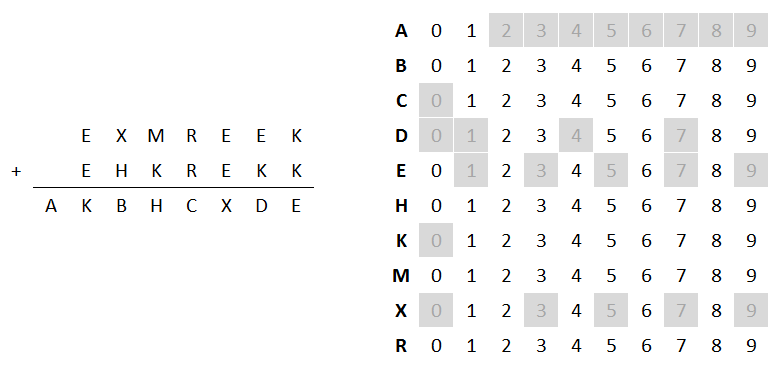 A 0 1 2 3 4 5 6 7 8 9
B 0 1 2 3 4 5 6 7 8 9
C 0 1 2 3 4 5 6 7 8 9
D 0 1 2 3 4 5 6 7 8 9
E 0 1 2 3 4 5 6 7 8 9
H 0 1 2 3 4 5 6 7 8 9
K 0 1 2 3 4 5 6 7 8 9
M 0 1 2 3 4 5 6 7 8 9
X 0 1 2 3 4 5 6 7 8 9
R 0 1 2 3 4 5 6 7 8 9
E X M R E E K
+ E H K R E K K
A K B H C X D E